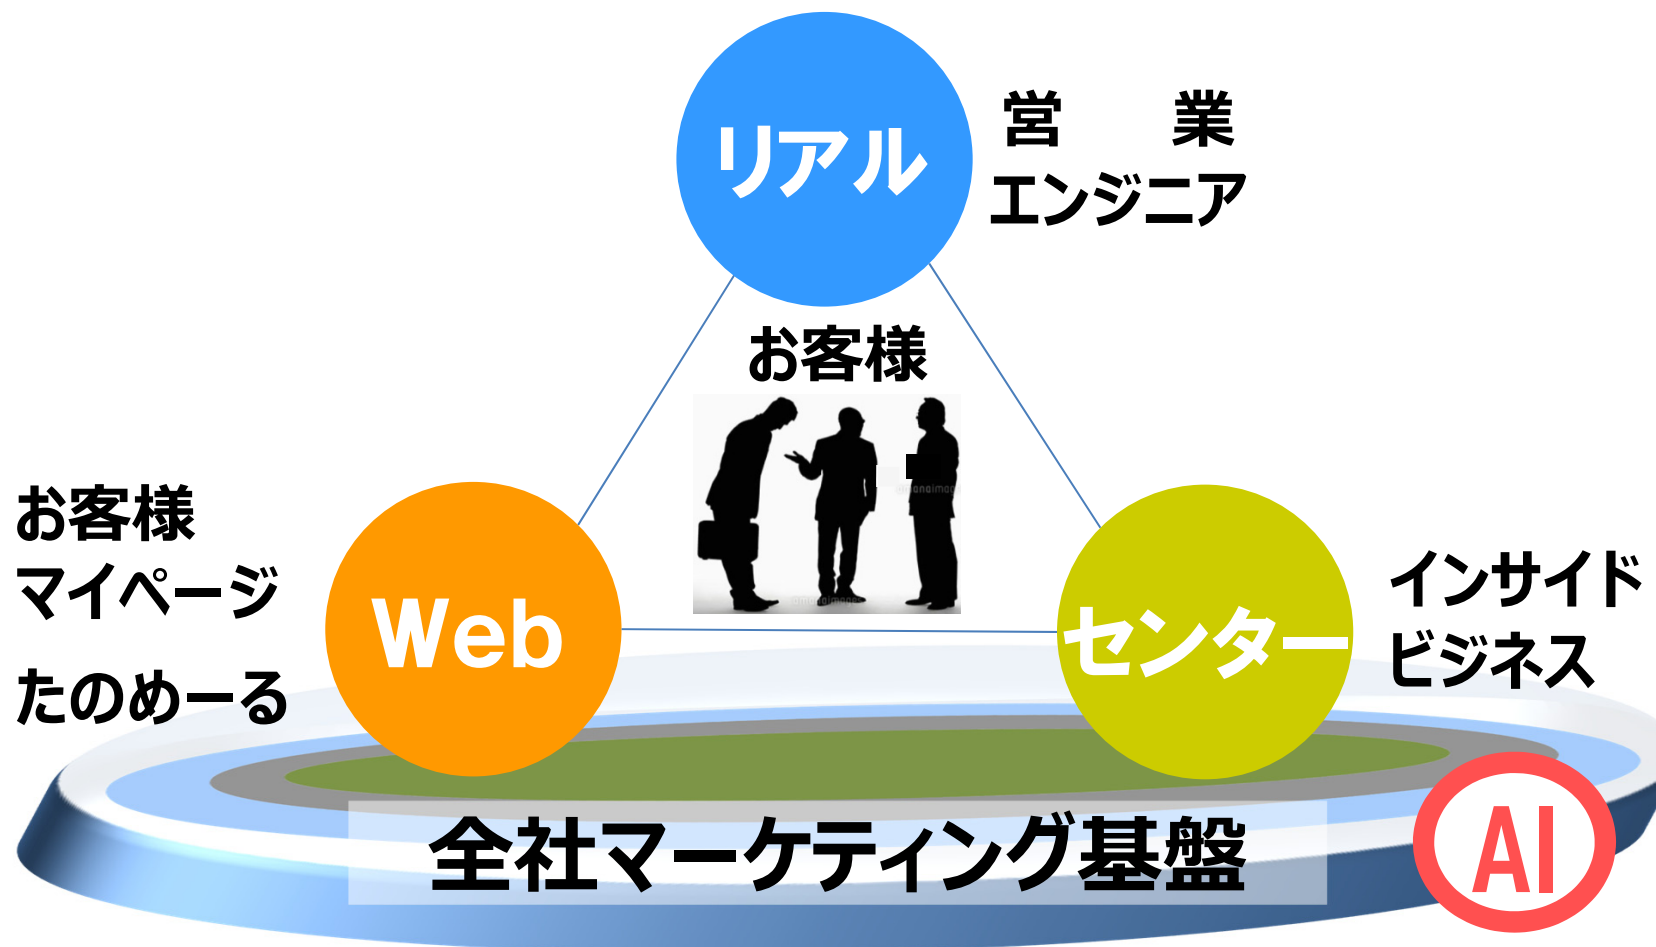 リアル
営　業
エンジニア
お客様
お客様
マイページ
たのめーる
Web
センター
インサイド
ビジネス
全社マーケティング基盤
AI